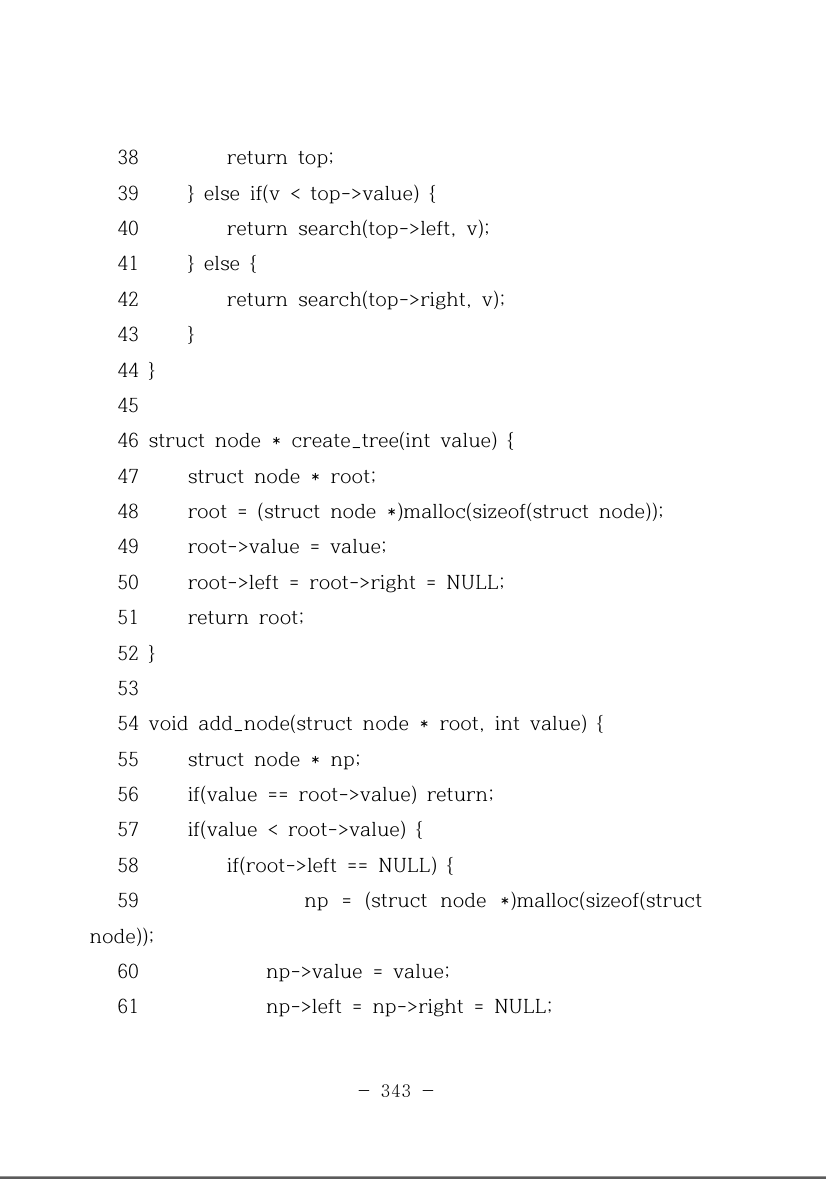 38         return top;
39     } else if(v < top->value) {
40         return search(top->left, v);
41     } else {
42         return search(top->right, v);
43     }
44 }
45
46 struct node * create_tree(int value) {
47     struct node * root;
48     root = (struct node *)malloc(sizeof(struct node));
49     root->value = value;
50     root->left = root->right = NULL;
51     return root;
52 }
53
54 void add_node(struct node * root, int value) {
55     struct node * np;
56     if(value == root->value) return;
57     if(value < root->value) {
58         if(root->left == NULL) {
59             np = (struct node *)malloc(sizeof(struct
node));
60             np->value = value;
61             np->left = np->right = NULL;
- 343 -